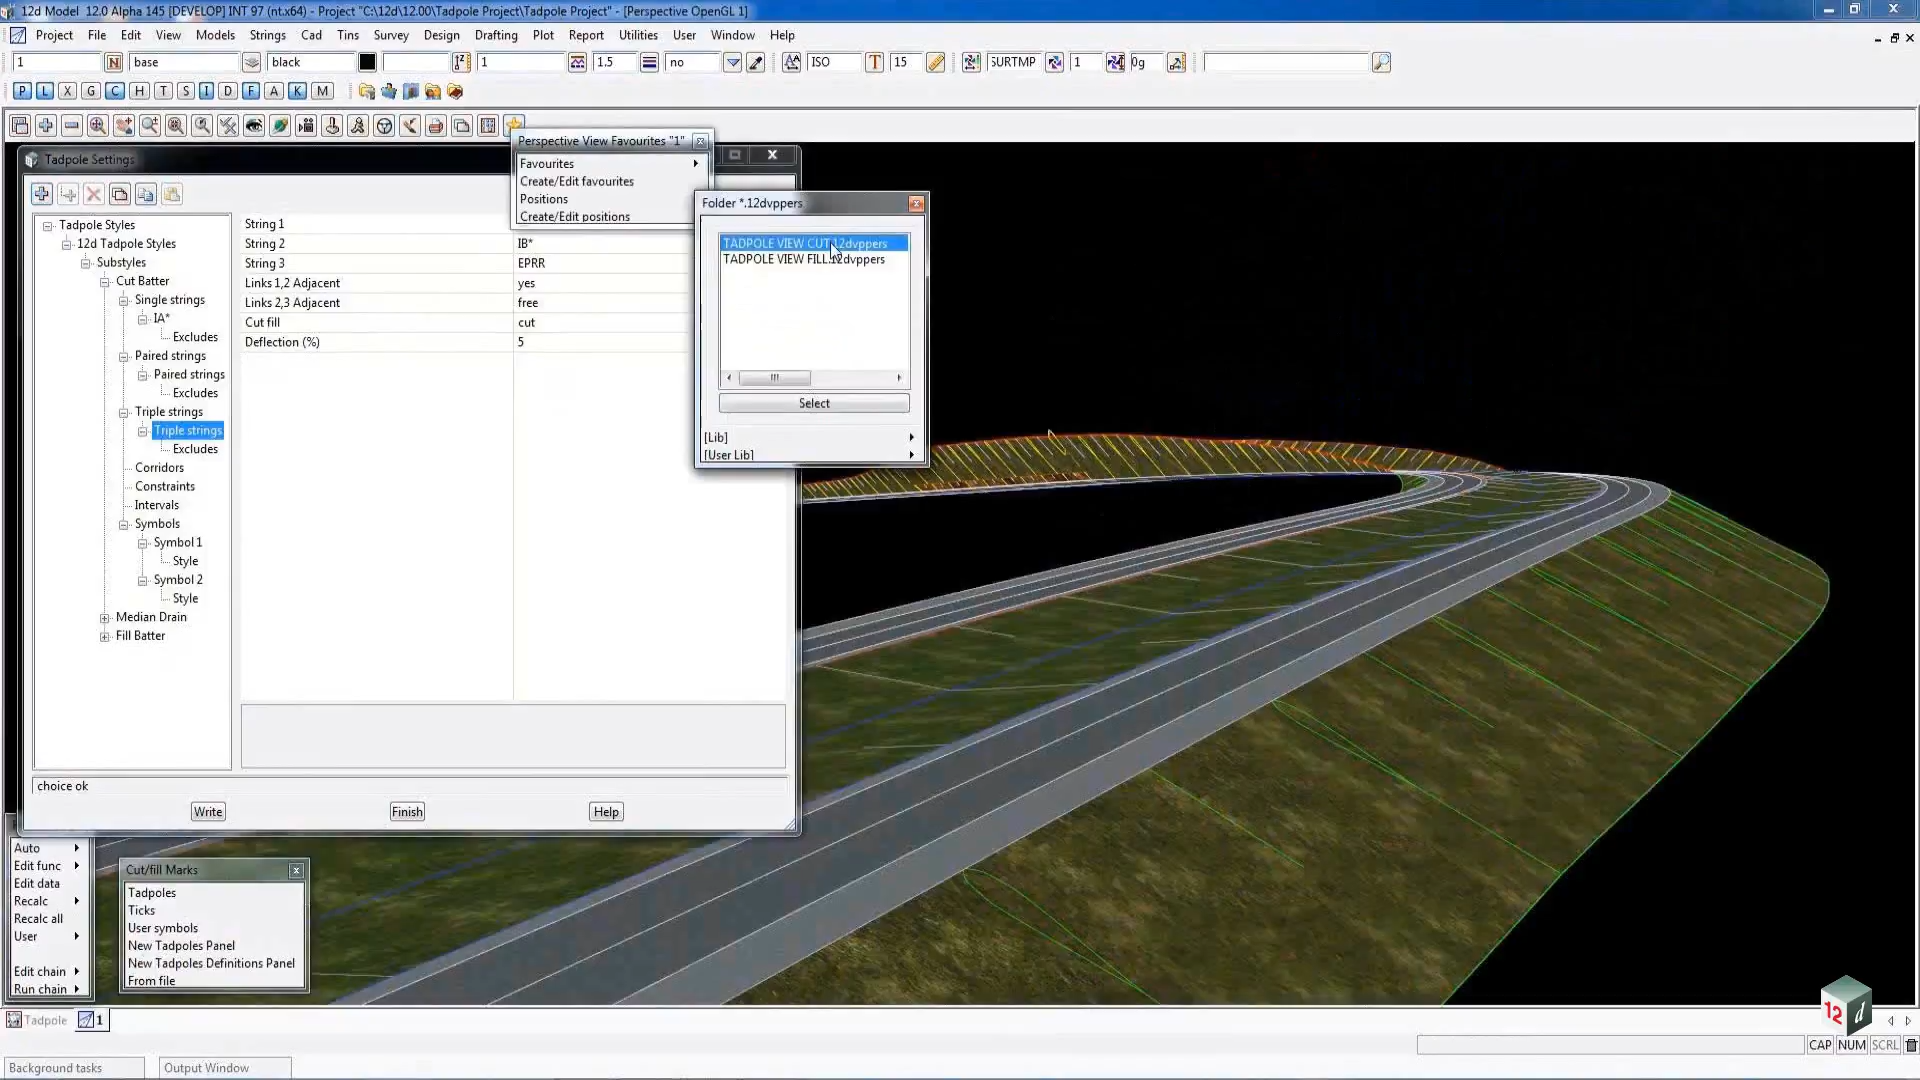 12d Model  12.0 Alpha 145 [DEVELOP] INT 97 (nt.x64) - Project "C:\12d\12.00\Tadpole Project\Tadpole Project" - [Perspective OpenGL 1]
Project File Edit View Models Strings Cad Tins Survey Design Drafting Plot Report Utilities User Window Help
1 N base black 1 1.5 no ISO T 15 SURTMP 1 0g
P L X G C H T S I D F A K M
Perspective View Favourites "1"
Favourites
Create/Edit favourites
Positions
Create/Edit positions
Tadpole Settings
Tadpole Styles
12d Tadpole Styles
Substyles
Cut Batter
Single strings
IA*
Excludes
Paired strings
Paired strings
Excludes
Triple strings
Triple strings
Excludes
Corridors
Constraints
Intervals
Symbols
Symbol 1
Style
Symbol 2
Style
Median Drain
Fill Batter
String 1
String 2 IB*
String 3 EPRR
Links 1,2 Adjacent yes
Links 2,3 Adjacent free
Cut fill cut
Deflection (%) 5
choice ok
Write Finish Help
Folder *.12dvppers
TADPOLE VIEW CUT.12dvppers
TADPOLE VIEW FILL.12dvppers
Select
[Lib]
[User Lib]
Auto
Edit func
Edit data
Recalc
Recalc all
User
Edit chain
Run chain
Cut/fill Marks
Tadpoles
Ticks
User symbols
New Tadpoles Panel
New Tadpoles Definitions Panel
From file
Tadpole 1
12 d
CAP NUM SCRL
Background tasks Output Window